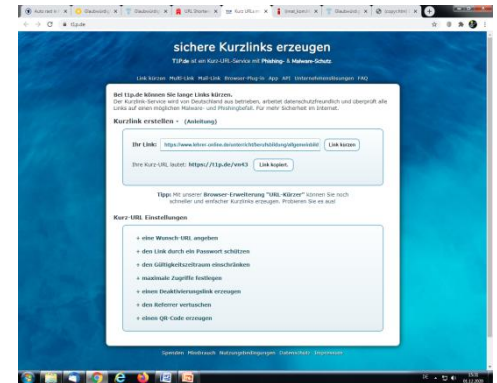 t1p.de
sichere Kurzlinks erzeugen
T1P.de ist ein Kurz-URL-Service mit Phishing- & Malware-Schutz.
Link kürzen Multi-Link Mail-Link Browser-Plug-In App API Unternehmenslösungen FAQ
Bei t1p.de können Sie lange Links kürzen.
Der Kurzlink-Service wird von Deutschland aus betrieben, arbeitet datenschutzfreundlich und überprüft alle
Links auf einen möglichen Malware- und Phishingbefall. Für mehr Sicherheit im Internet.
Kurzlink erstellen - (Anleitung)
Ihr Link: Link kürzen
Ihre Kurz-URL lautet: https://t1p.de/vn43 Link kopiert.
Tipp: Mit unserer Browser-Erweiterung "URL-Kürzer" können Sie noch
schneller und einfacher Kurzlinks erzeugen. Probieren Sie es aus!
Kurz-URL Einstellungen
+ eine Wunsch-URL angeben
+ den Link durch ein Passwort schützen
+ den Gültigkeitszeitraum einschränken
+ maximale Zugriffe festlegen
+ einen Deaktivierungslink erzeugen
+ den Referrer vertuschen
+ einen QR-Code erzeugen
Spenden Missbrauch Nutzungsbedingungen Datenschutz Impressum
DE